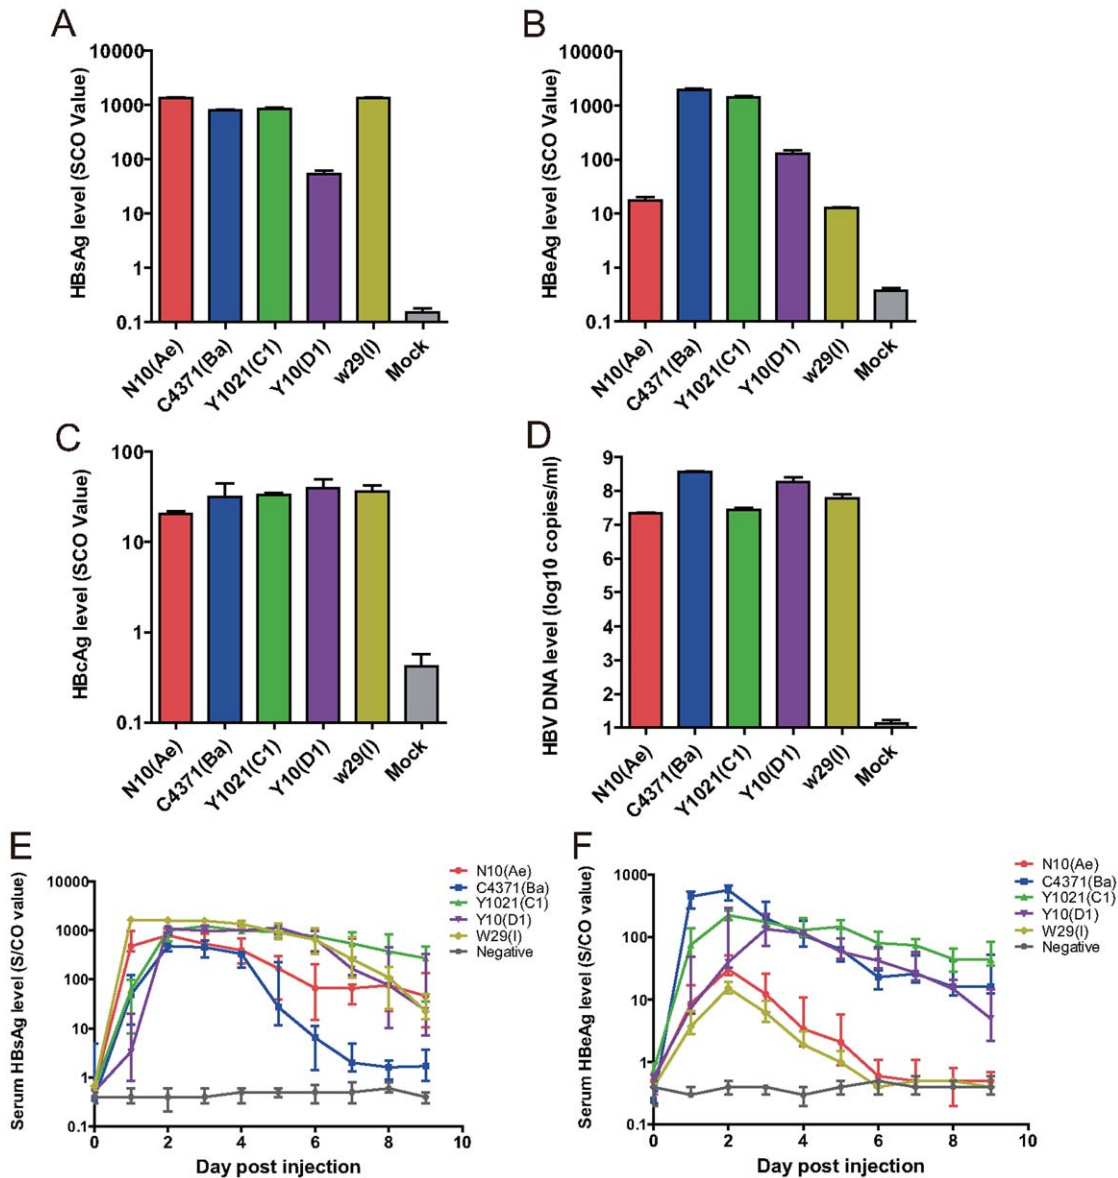 A
HBsAg level (SCO Value)
10000
1000
100
10
1
0.1
N10(Ae)
C4371(Ba)
Y1021(C1)
Y10(D1)
w29(I)
Mock
B
HBeAg level (SCO Value)
10000
1000
100
10
1
0.1
N10(Ae)
C4371(Ba)
Y1021(C1)
Y10(D1)
w29(I)
Mock
C
HBcAg level (SCO Value)
100
10
1
0.1
N10(Ae)
C4371(Ba)
Y1021(C1)
Y10(D1)
w29(I)
Mock
D
HBV DNA level (log10 copies/ml)
9
8
7
6
5
4
3
2
1
N10(Ae)
C4371(Ba)
Y1021(C1)
Y10(D1)
w29(I)
Mock
E
Serum HBsAg level (S/CO value)
10000
1000
100
10
1
0.1
0 2 4 6 8 10
Day post injection
N10(Ae)
C4371(Ba)
Y1021(C1)
Y10(D1)
W29(I)
Negative
F
Serum HBeAg level (S/CO value)
1000
100
10
1
0.1
0 2 4 6 8 10
Day post injection
N10(Ae)
C4371(Ba)
Y1021(C1)
Y10(D1)
W29(I)
Negative